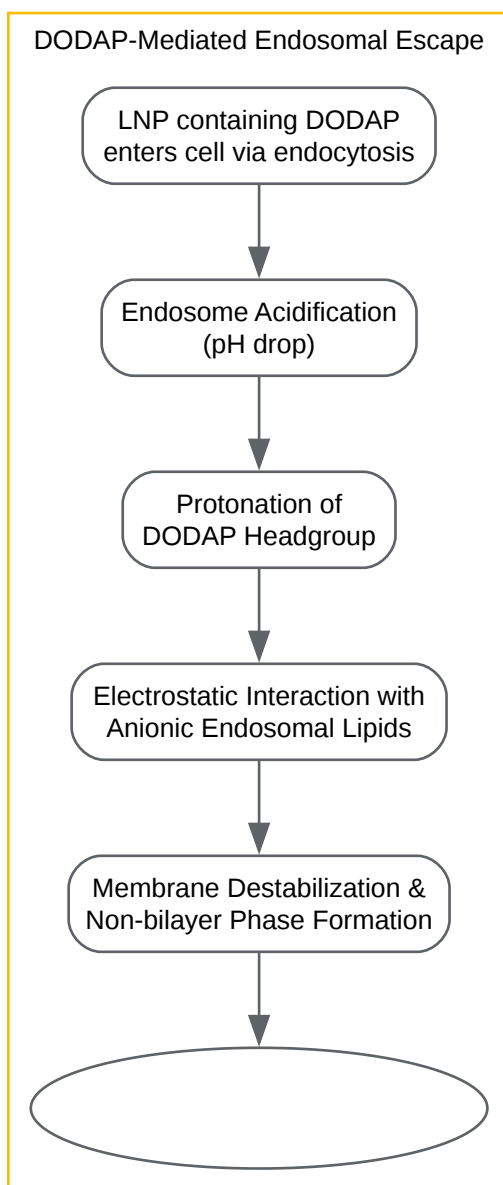 DODAP-Mediated Endosomal Escape
LNP containing DODAP
enters cell via endocytosis
Endosome Acidification
(pH drop)
Protonation of
DODAP Headgroup
Electrostatic Interaction with
Anionic Endosomal Lipids
Membrane Destabilization &
Non-bilayer Phase Formation